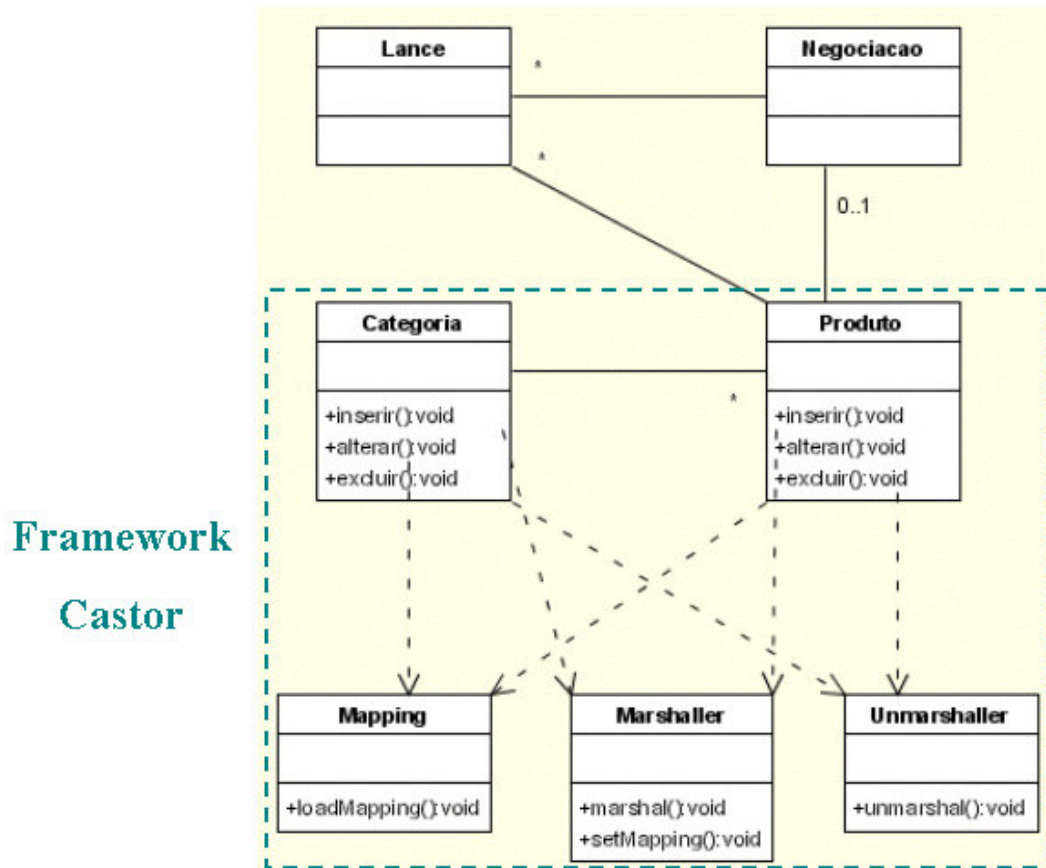 Lance
Negociacao
*
*
0..1
Categoria
Produto
*
+inserir():void
+alterar():void
+excluir():void
+inserir():void
+alterar():void
+excluir():void
Framework
Castor
Mapping
Marshaller
Unmarshaller
+loadMapping():void
+marshal():void
+setMapping():void
+unmarshal():void